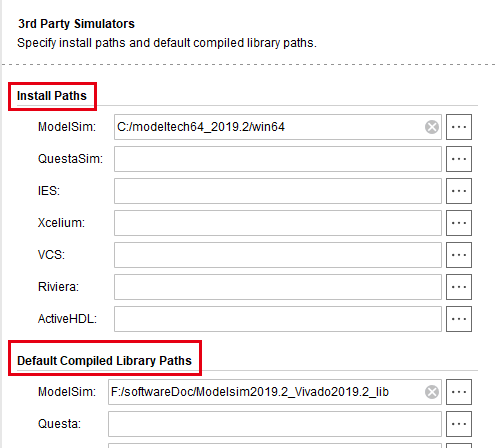 3rd Party Simulators
Specify install paths and default compiled library paths.
Install Paths
ModelSim: C:/modeltech64_2019.2/win64 ...
QuestaSim: ...
IES: ...
Xcelium: ...
VCS: ...
Riviera: ...
ActiveHDL: ...
Default Compiled Library Paths
ModelSim: F:/softwareDoc/Modelsim2019.2_Vivado2019.2_lib ...
Questa: ...